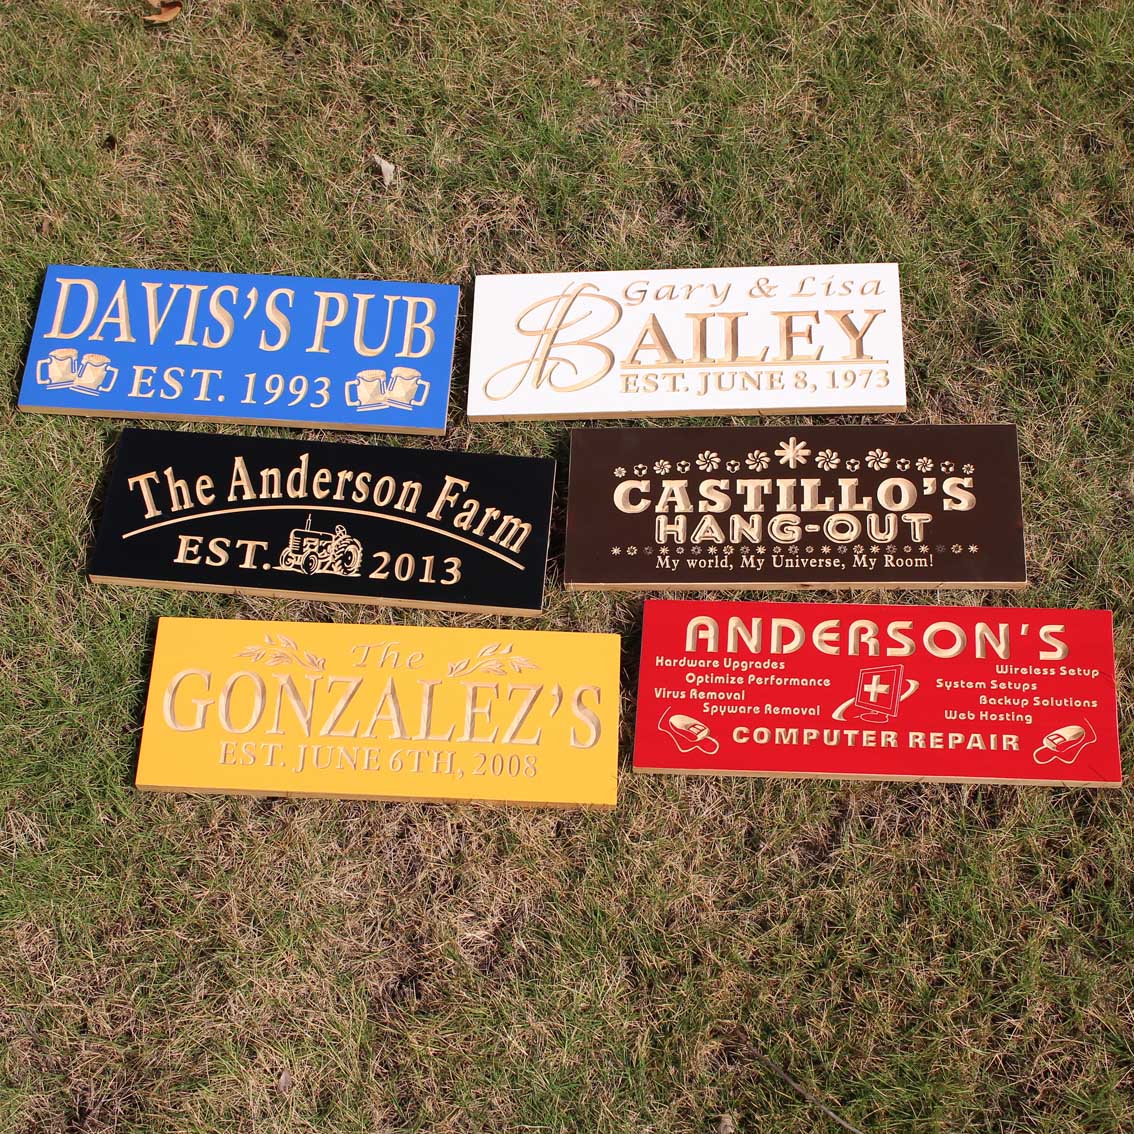 DAVIS'S PUB
EST. 1993
Gary & Lisa
BAILEY
EST. JUNE 8, 1973
The Anderson Farm
EST. 2013
CASTILLO'S
HANG-OUT
My world, My Universe, My Room!
The
GONZALEZ'S
EST. JUNE 6TH, 2008
ANDERSON'S
Hardware Upgrades
Optimize Performance
Virus Removal
Spyware Removal
Wireless Setup
System Setups
Backup Solutions
Web Hosting
COMPUTER REPAIR